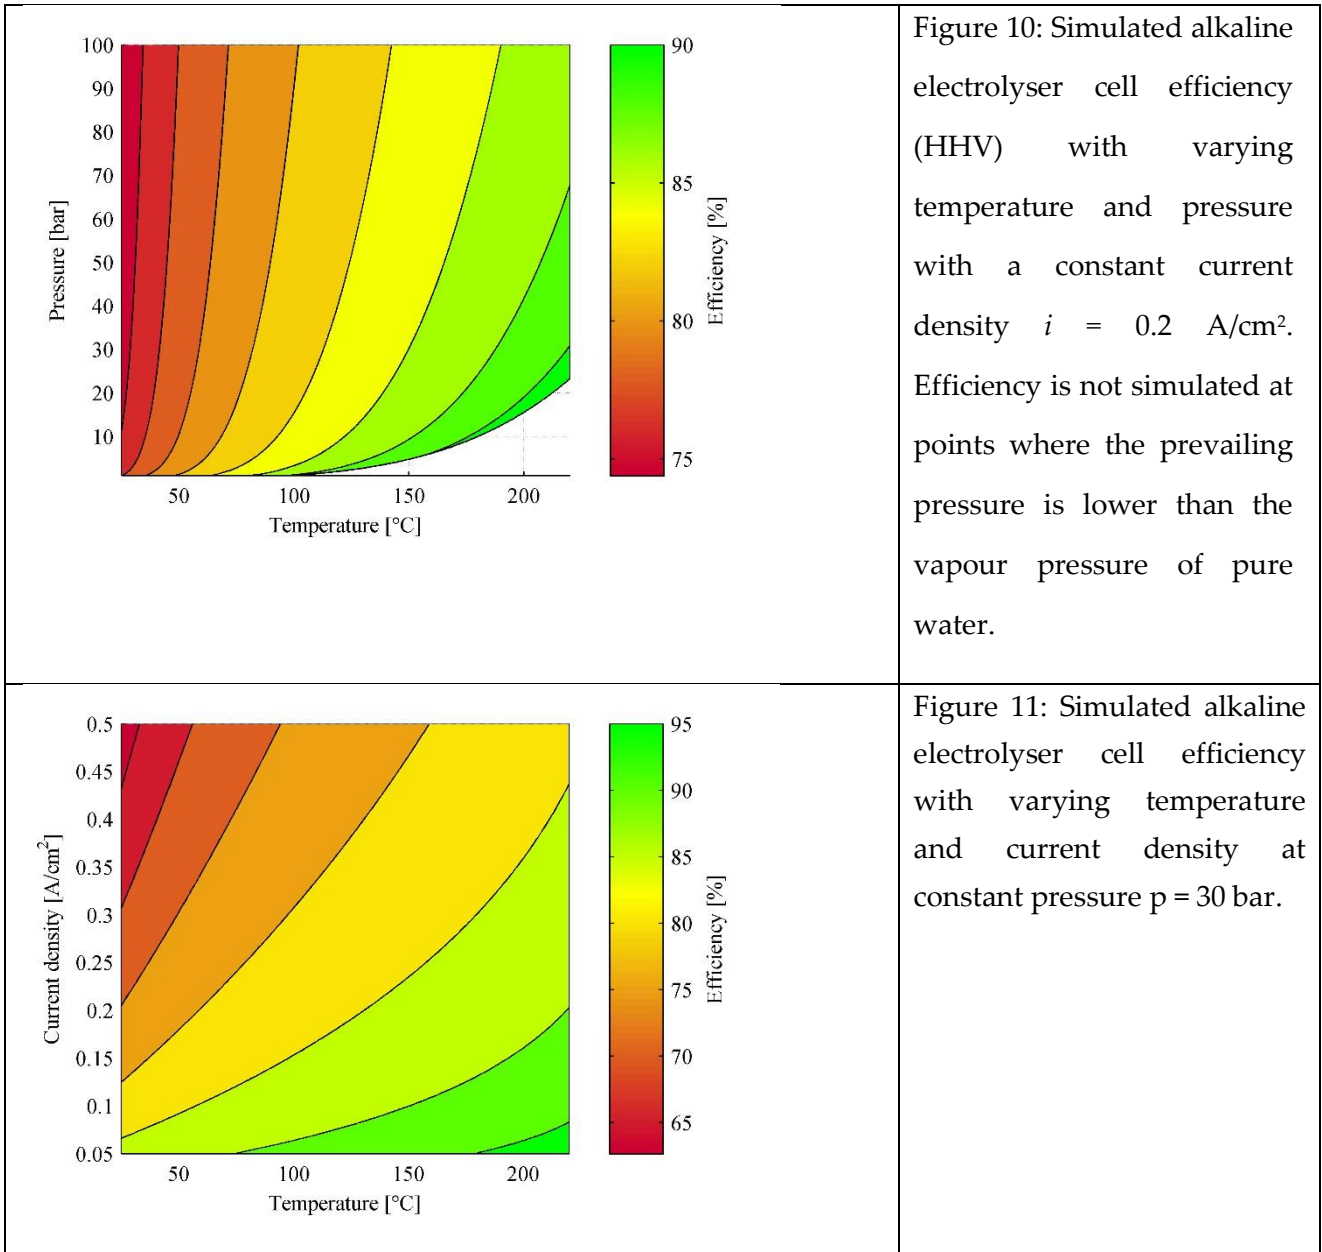 100
90
80
70
60
50
40
30
20
10
Pressure [bar]
50 100 150 200
Temperature [°C]
90
85
80
75
Efficiency [%]
Figure 10: Simulated alkaline
electrolyser cell efficiency
(HHV) with varying
temperature and pressure
with a constant current
density i = 0.2 A/cm².
Efficiency is not simulated at
points where the prevailing
pressure is lower than the
vapour pressure of pure
water.
0.5
0.45
0.4
0.35
0.3
0.25
0.2
0.15
0.1
0.05
Current density [A/cm²]
50 100 150 200
Temperature [°C]
95
90
85
80
75
70
65
Efficiency [%]
Figure 11: Simulated alkaline
electrolyser cell efficiency
with varying temperature
and current density at
constant pressure p = 30 bar.